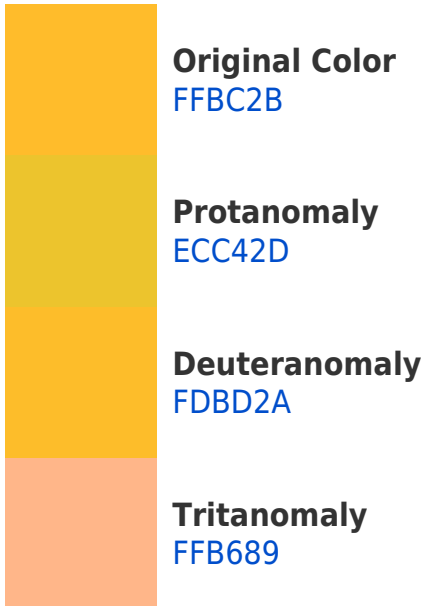 Original Color
FFBC2B
Protanomaly
ECC42D
Deuteranomaly
FDBD2A
Tritanomaly
FFB689